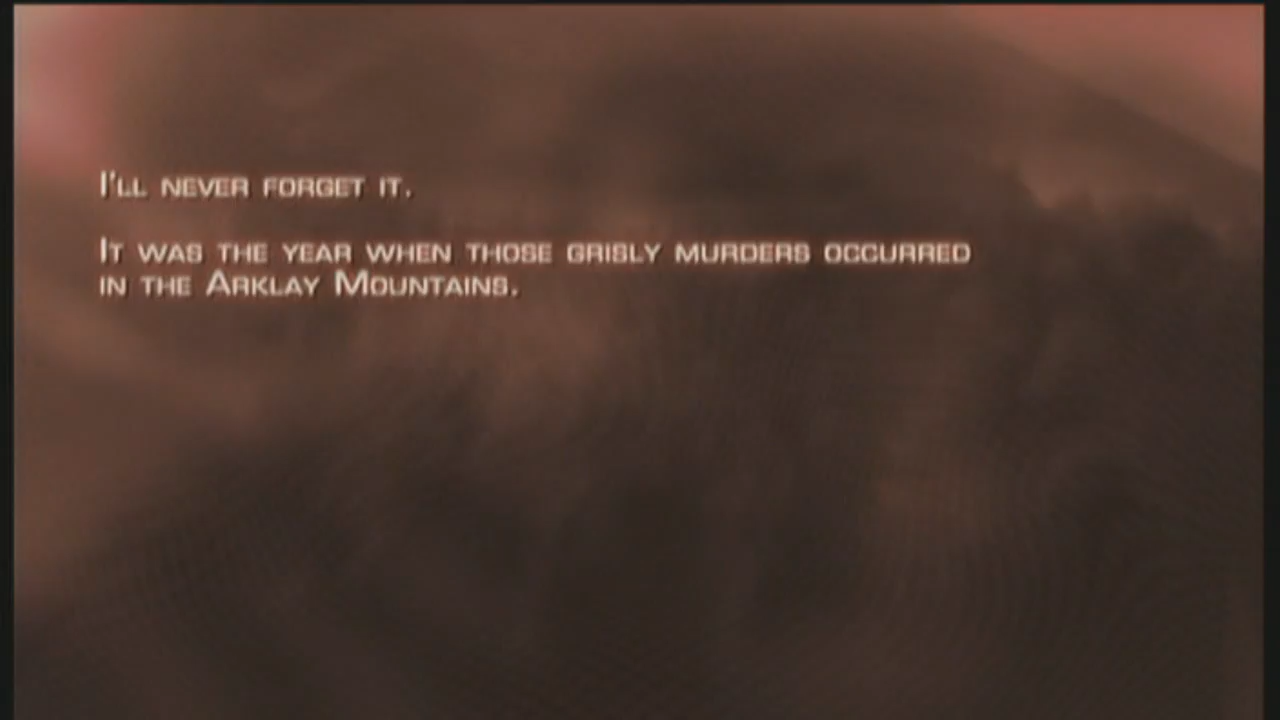 I'll never forget it.
It was the year when those grisly murders occurred
in the Arklay Mountains.